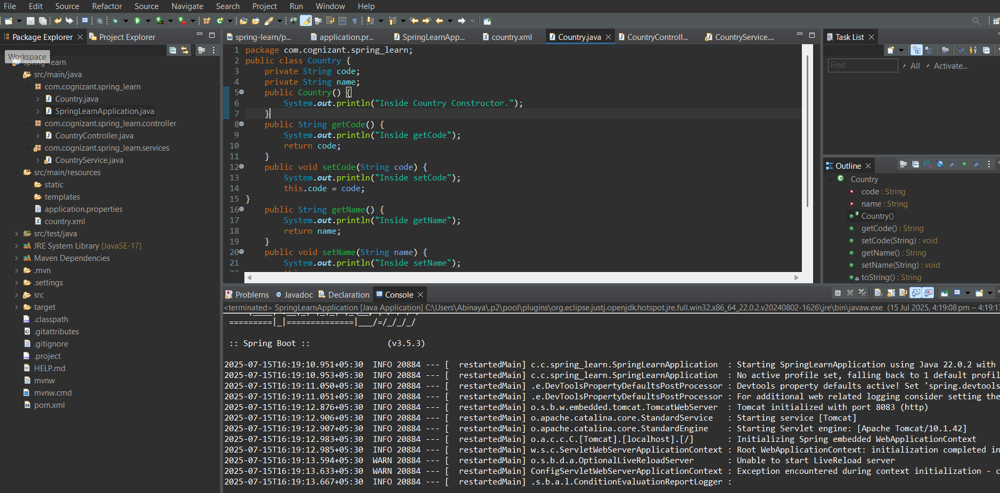 File Edit Source Refactor Source Navigate Search Project Run Window Help
Package Explorer Project Explorer
Workspace
spring-learn
src/main/java
com.cognizant.spring_learn
Country.java
SpringLearnApplication.java
com.cognizant.spring_learn.controller
CountryController.java
com.cognizant.spring_learn.services
CountryService.java
src/main/resources
static
templates
application.properties
country.xml
src/test/java
JRE System Library [JavaSE-17]
Maven Dependencies
.mvn
.settings
src
target
.classpath
.gitattributes
.gitignore
.project
HELP.md
mvnw
mvnw.cmd
pom.xml
spring-learn/p... application.pr... SpringLearnApp... country.xml Country.java CountryControll... CountryService....
1 package com.cognizant.spring_learn;
2 public class Country {
3 private String code;
4 private String name;
5 public Country() {
6 System.out.println("Inside Country Constructor.");
7 }
8 public String getCode() {
9 System.out.println("Inside getCode");
10 return code;
11 }
12 public void setCode(String code) {
13 System.out.println("Inside setCode");
14 this.code = code;
15 }
16 public String getName() {
17 System.out.println("Inside getName");
18 return name;
19 }
20 public void setName(String name) {
21 System.out.println("Inside setName");
Task List
Find All Activate...
Outline
Country
code : String
name : String
Country()
getCode() : String
setCode(String) : void
getName() : String
setName(String) : void
toString() : String
Problems Javadoc Declaration Console
<terminated> SpringLearnApplication [Java Application] C:\Users\Abinaya\.p2\pool\plugins\org.eclipse.justj.openjdk.hotspot.jre.full.win32.x86_64_22.0.2.v20240802-1626\jre\bin\javaw.exe (15 Jul 2025, 4:19:08 pm – 4:19:13
=========|_|==============|___/=/_/_/_/
:: Spring Boot :: (v3.5.3)
2025-07-15T16:19:10.951+05:30 INFO 20884 --- [ restartedMain] c.c.spring_learn.SpringLearnApplication : Starting SpringLearnApplication using Java 22.0.2 with
2025-07-15T16:19:10.953+05:30 INFO 20884 --- [ restartedMain] c.c.spring_learn.SpringLearnApplication : No active profile set, falling back to 1 default profil
2025-07-15T16:19:11.050+05:30 INFO 20884 --- [ restartedMain] .e.DevToolsPropertyDefaultsPostProcessor : Devtools property defaults active! Set 'spring.devtools
2025-07-15T16:19:11.051+05:30 INFO 20884 --- [ restartedMain] .e.DevToolsPropertyDefaultsPostProcessor : For additional web related logging consider setting the
2025-07-15T16:19:12.876+05:30 INFO 20884 --- [ restartedMain] o.s.b.w.embedded.tomcat.TomcatWebServer : Tomcat initialized with port 8083 (http)
2025-07-15T16:19:12.906+05:30 INFO 20884 --- [ restartedMain] o.apache.catalina.core.StandardService : Starting service [Tomcat]
2025-07-15T16:19:12.907+05:30 INFO 20884 --- [ restartedMain] o.apache.catalina.core.StandardEngine : Starting Servlet engine: [Apache Tomcat/10.1.42]
2025-07-15T16:19:12.983+05:30 INFO 20884 --- [ restartedMain] o.a.c.c.C.[Tomcat].[localhost].[/] : Initializing Spring embedded WebApplicationContext
2025-07-15T16:19:12.985+05:30 INFO 20884 --- [ restartedMain] w.s.c.ServletWebServerApplicationContext : Root WebApplicationContext: initialization completed in
2025-07-15T16:19:13.594+05:30 WARN 20884 --- [ restartedMain] o.s.b.d.a.OptionalLiveReloadServer : Unable to start LiveReload server
2025-07-15T16:19:13.633+05:30 WARN 20884 --- [ restartedMain] ConfigServletWebServerApplicationContext : Exception encountered during context initialization - c
2025-07-15T16:19:13.667+05:30 INFO 20884 --- [ restartedMain] .s.b.a.l.ConditionEvaluationReportLogger :